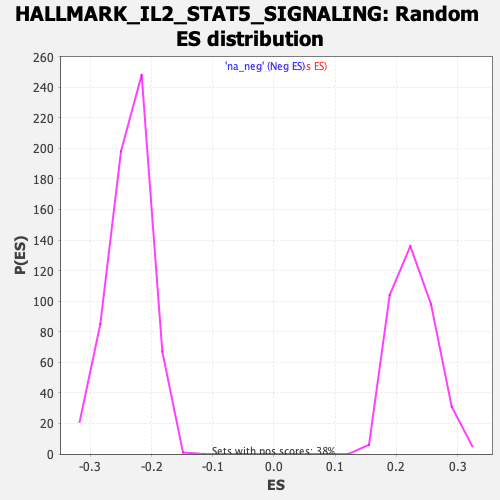 HALLMARK_IL2_STAT5_SIGNALING: Random
ES distribution
'na_neg' (Neg ES)s ES)
260
240
220
200
180
160
140
120
100
80
60
40
20
0
P(ES)
Sets with pos scores: 38%
-0.3 -0.2 -0.1 0.0 0.1 0.2 0.3
ES